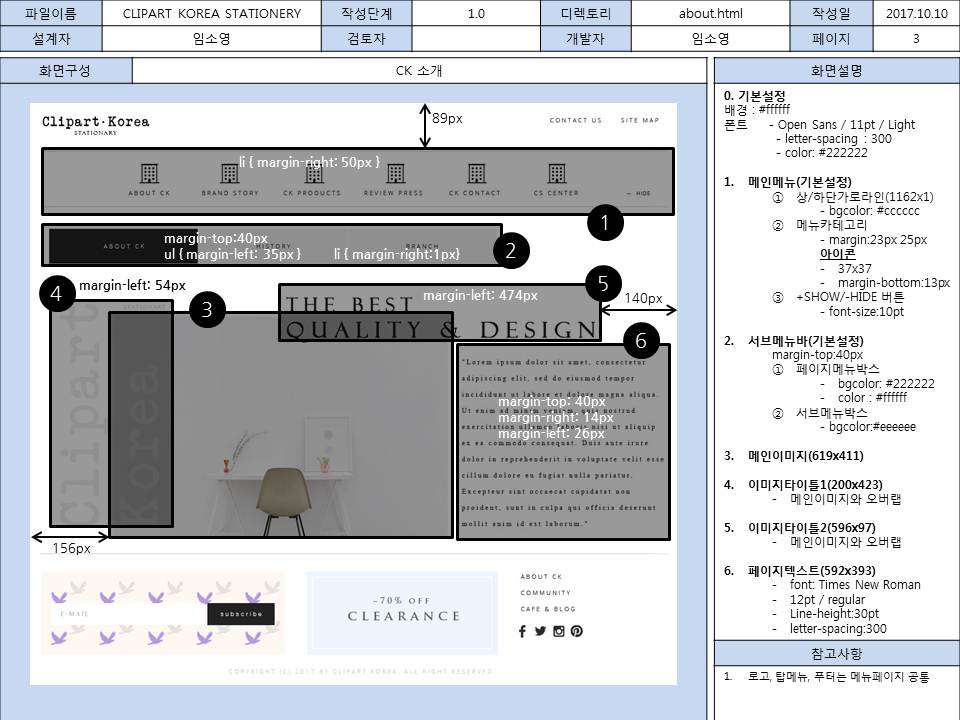 파일이름 CLIPART KOREA STATIONERY 작성단계 1.0 디렉토리 about.html 작성일 2017.10.10
설계자 임소영 검토자 개발자 임소영 페이지 3
화면구성 CK 소개 화면설명
Clipart·Korea
STATIONARY
89px
CONTACT US SITE MAP
li { margin-right: 50px }
ABOUT CK BRAND STORY CK PRODUCTS REVIEW PRESS CK CONTACT CS CENTER — HIDE
1
margin-top:40px
ABOUT CK HISTORY BRANCH
ul { margin-left: 35px } li { margin-right:1px}
2
4
margin-left: 54px
3
5
margin-left: 474px
140px
THE BEST
QUALITY & DESIGN
6
Clipart
Korea
"Lorem ipsum dolor sit amet, consectetur
adipiscing elit, sed do eiusmod tempor
incididunt ut labore et dolore magna aliqua.
Ut enim ad minim veniam, quis nostrud
exercitation ullamco laboris nisi ut aliquip
ex ea commodo consequat. Duis aute irure
dolor in reprehenderit in voluptate velit esse
cillum dolore eu fugiat nulla pariatur.
Excepteur sint occaecat cupidatat non
proident, sunt in culpa qui officia deserunt
mollit anim id est laborum."
margin-top: 40px
margin-right: 14px
margin-left: 26px
156px
E-MAIL subscribe
~70% OFF
CLEARANCE
ABOUT CK
COMMUNITY
CAFE & BLOG
COPYRIGHT (C) 2017 BY CLIPART KOREA. ALL RIGHT RESERVED.
0. 기본설정
배경 : #ffffff
폰트 - Open Sans / 11pt / Light
- letter-spacing : 300
- color: #222222
1. 메인메뉴(기본설정)
① 상/하단가로라인(1162x1)
- bgcolor: #cccccc
② 메뉴카테고리
- margin:23px 25px
아이콘
- 37x37
- margin-bottom:13px
③ +SHOW/-HIDE 버튼
- font-size:10pt
2. 서브메뉴바(기본설정)
margin-top:40px
① 페이지메뉴박스
- bgcolor: #222222
- color : #ffffff
② 서브메뉴박스
- bgcolor:#eeeeee
3. 메인이미지(619x411)
4. 이미지타이틀1(200x423)
- 메인이미지와 오버랩
5. 이미지타이틀2(596x97)
- 메인이미지와 오버랩
6. 페이지텍스트(592x393)
- font: Times New Roman
- 12pt / regular
- Line-height:30pt
- letter-spacing:300
참고사항
1. 로고, 탑메뉴, 푸터는 메뉴페이지 공통